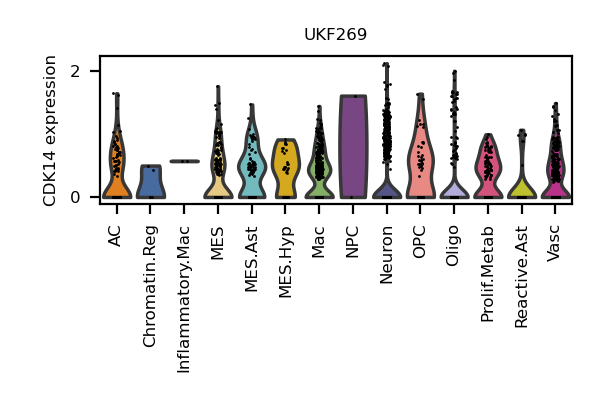 UKF269
CDK14 expression
2
0
AC
Chromatin.Reg
Inflammatory.Mac
MES
MES.Ast
MES.Hyp
Mac
NPC
Neuron
OPC
Oligo
Prolif.Metab
Reactive.Ast
Vasc